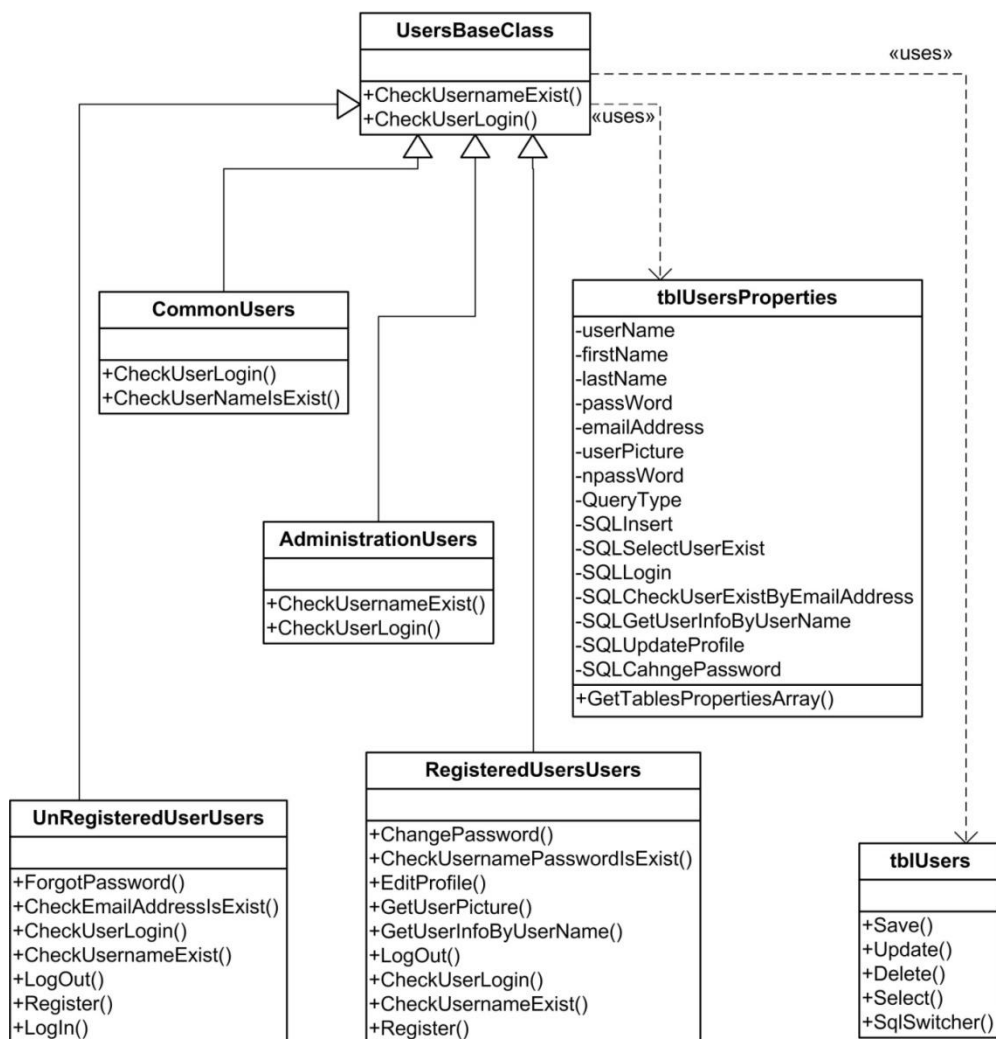 UsersBaseClass
+CheckUsernameExist()
+CheckUserLogin()
«uses»
«uses»
CommonUsers
+CheckUserLogin()
+CheckUserNameIsExist()
tblUsersProperties
-userName
-firstName
-lastName
-passWord
-emailAddress
-userPicture
-npassWord
-QueryType
-SQLInsert
-SQLSelectUserExist
-SQLLogin
-SQLCheckUserExistByEmailAddress
-SQLGetUserInfoByUserName
-SQLUpdateProfile
-SQLCahngePassword
+GetTablesPropertiesArray()
AdministrationUsers
+CheckUsernameExist()
+CheckUserLogin()
UnRegisteredUserUsers
+ForgotPassword()
+CheckEmailAddressIsExist()
+CheckUserLogin()
+CheckUsernameExist()
+LogOut()
+Register()
+LogIn()
RegisteredUsersUsers
+ChangePassword()
+CheckUsernamePasswordIsExist()
+EditProfile()
+GetUserPicture()
+GetUserInfoByUserName()
+LogOut()
+CheckUserLogin()
+CheckUsernameExist()
+Register()
tblUsers
+Save()
+Update()
+Delete()
+Select()
+SqlSwitcher()